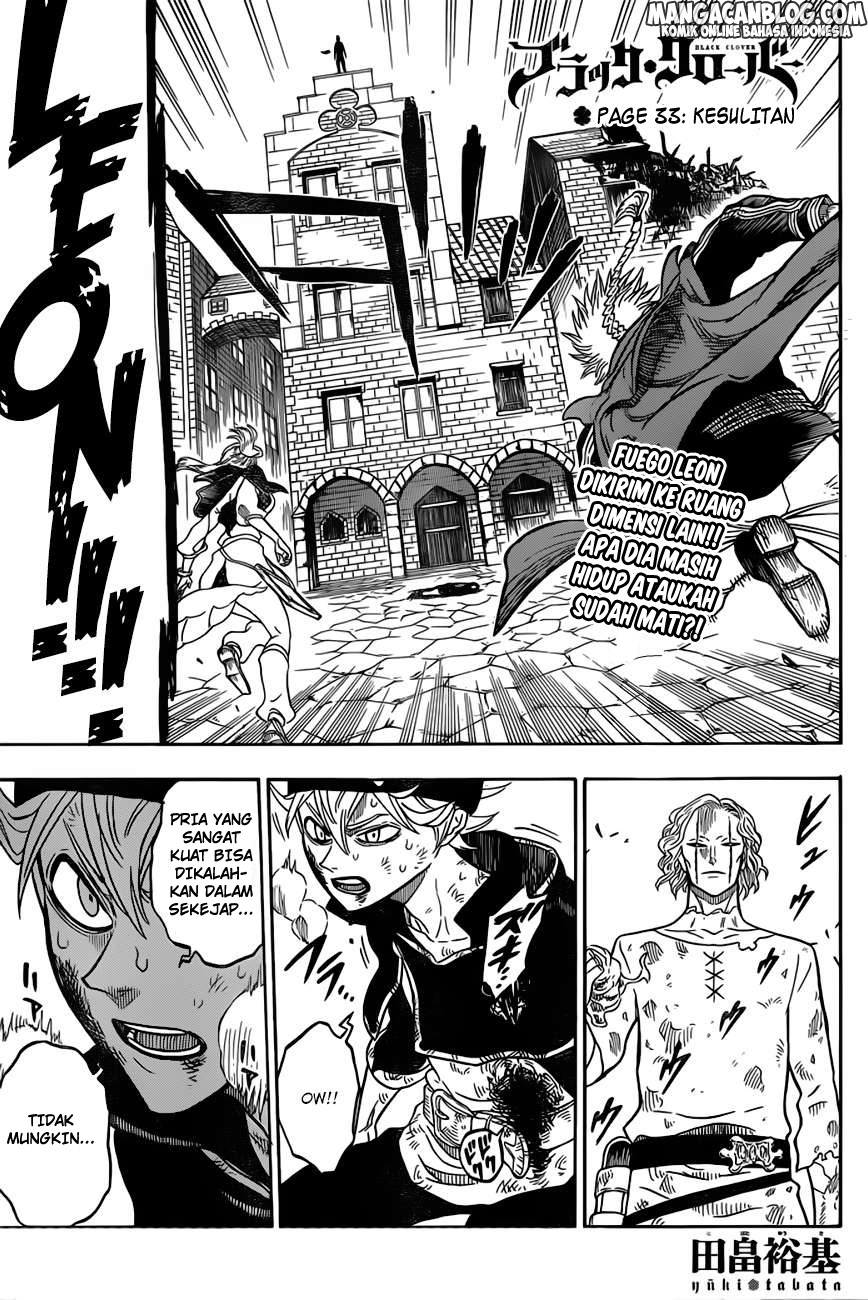 MANGACANBLOG.COM
KOMIK ONLINE BAHASA INDONESIA
BLACK CLOVER
ブラック・クローバー
PAGE 33: KESULITAN
LEON!!!
FUEGO LEON
DIKIRIM KE RUANG
DIMENSI LAIN!!
APA DIA MASIH
HIDUP ATAUKAH
SUDAH MATI?!
ズキ
OW!!
PRIA YANG
SANGAT
KUAT BISA
DIKALAH-
KAN DALAM
SEKEJAP...
TIDAK
MUNGKIN...
田畠裕基
yūki tabata